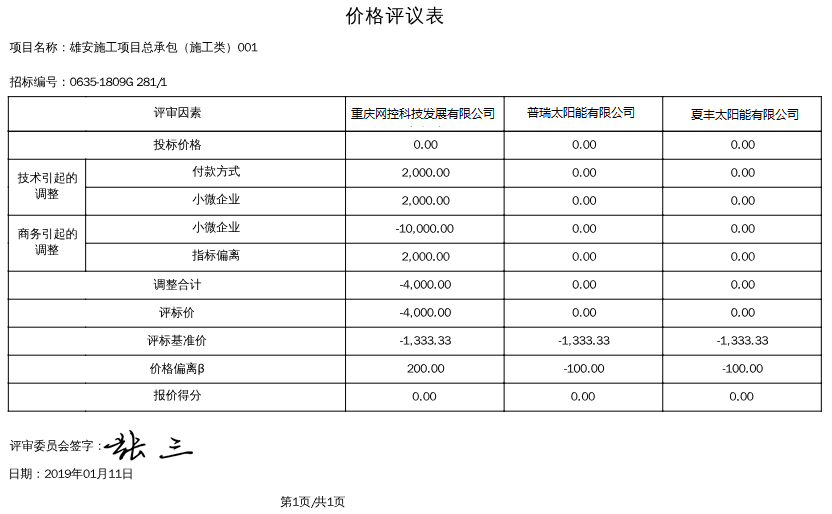 价格评议表
项目名称：雄安施工项目总承包（施工类）001
招标编号：0635-1809G 281/1
评审因素 重庆网控科技发展有限公司 普瑞太阳能有限公司 夏丰太阳能有限公司
投标价格 0.00 0.00 0.00
技术引起的调整 付款方式 2,000.00 0.00 0.00
小微企业 2,000.00 0.00 0.00
商务引起的调整 小微企业 -10,000.00 0.00 0.00
指标偏离 2,000.00 0.00 0.00
调整合计 -4,000.00 0.00 0.00
评标价 -4,000.00 0.00 0.00
评标基准价 -1,333.33 -1,333.33 -1,333.33
价格偏离β 200.00 -100.00 -100.00
报价得分 0.00 0.00 0.00
评审委员会签字：张三
日期：2019年01月11日
第1页/共1页